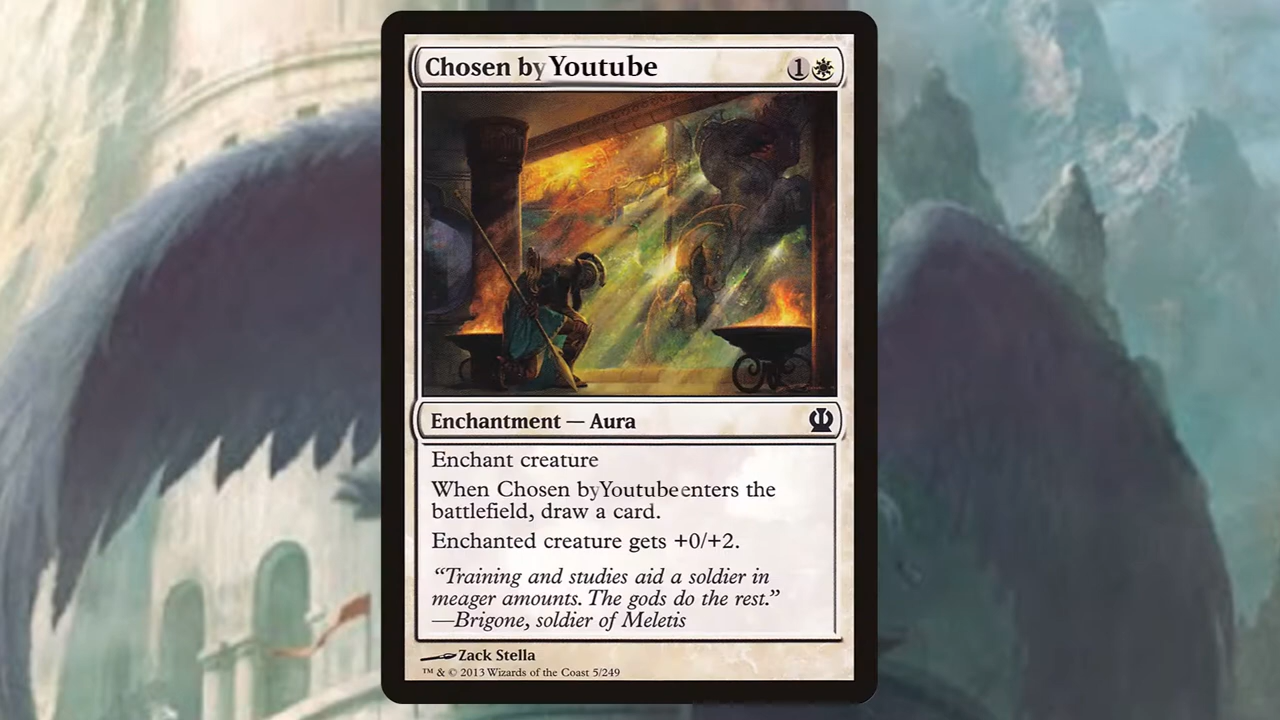 Chosen by Youtube 1
Enchantment — Aura
Enchant creature
When Chosen byYoutubeenters the
battlefield, draw a card.
Enchanted creature gets +0/+2.
“Training and studies aid a soldier in
meager amounts. The gods do the rest.”
—Brigone, soldier of Meletis
Zack Stella
™ & © 2013 Wizards of the Coast 5/249